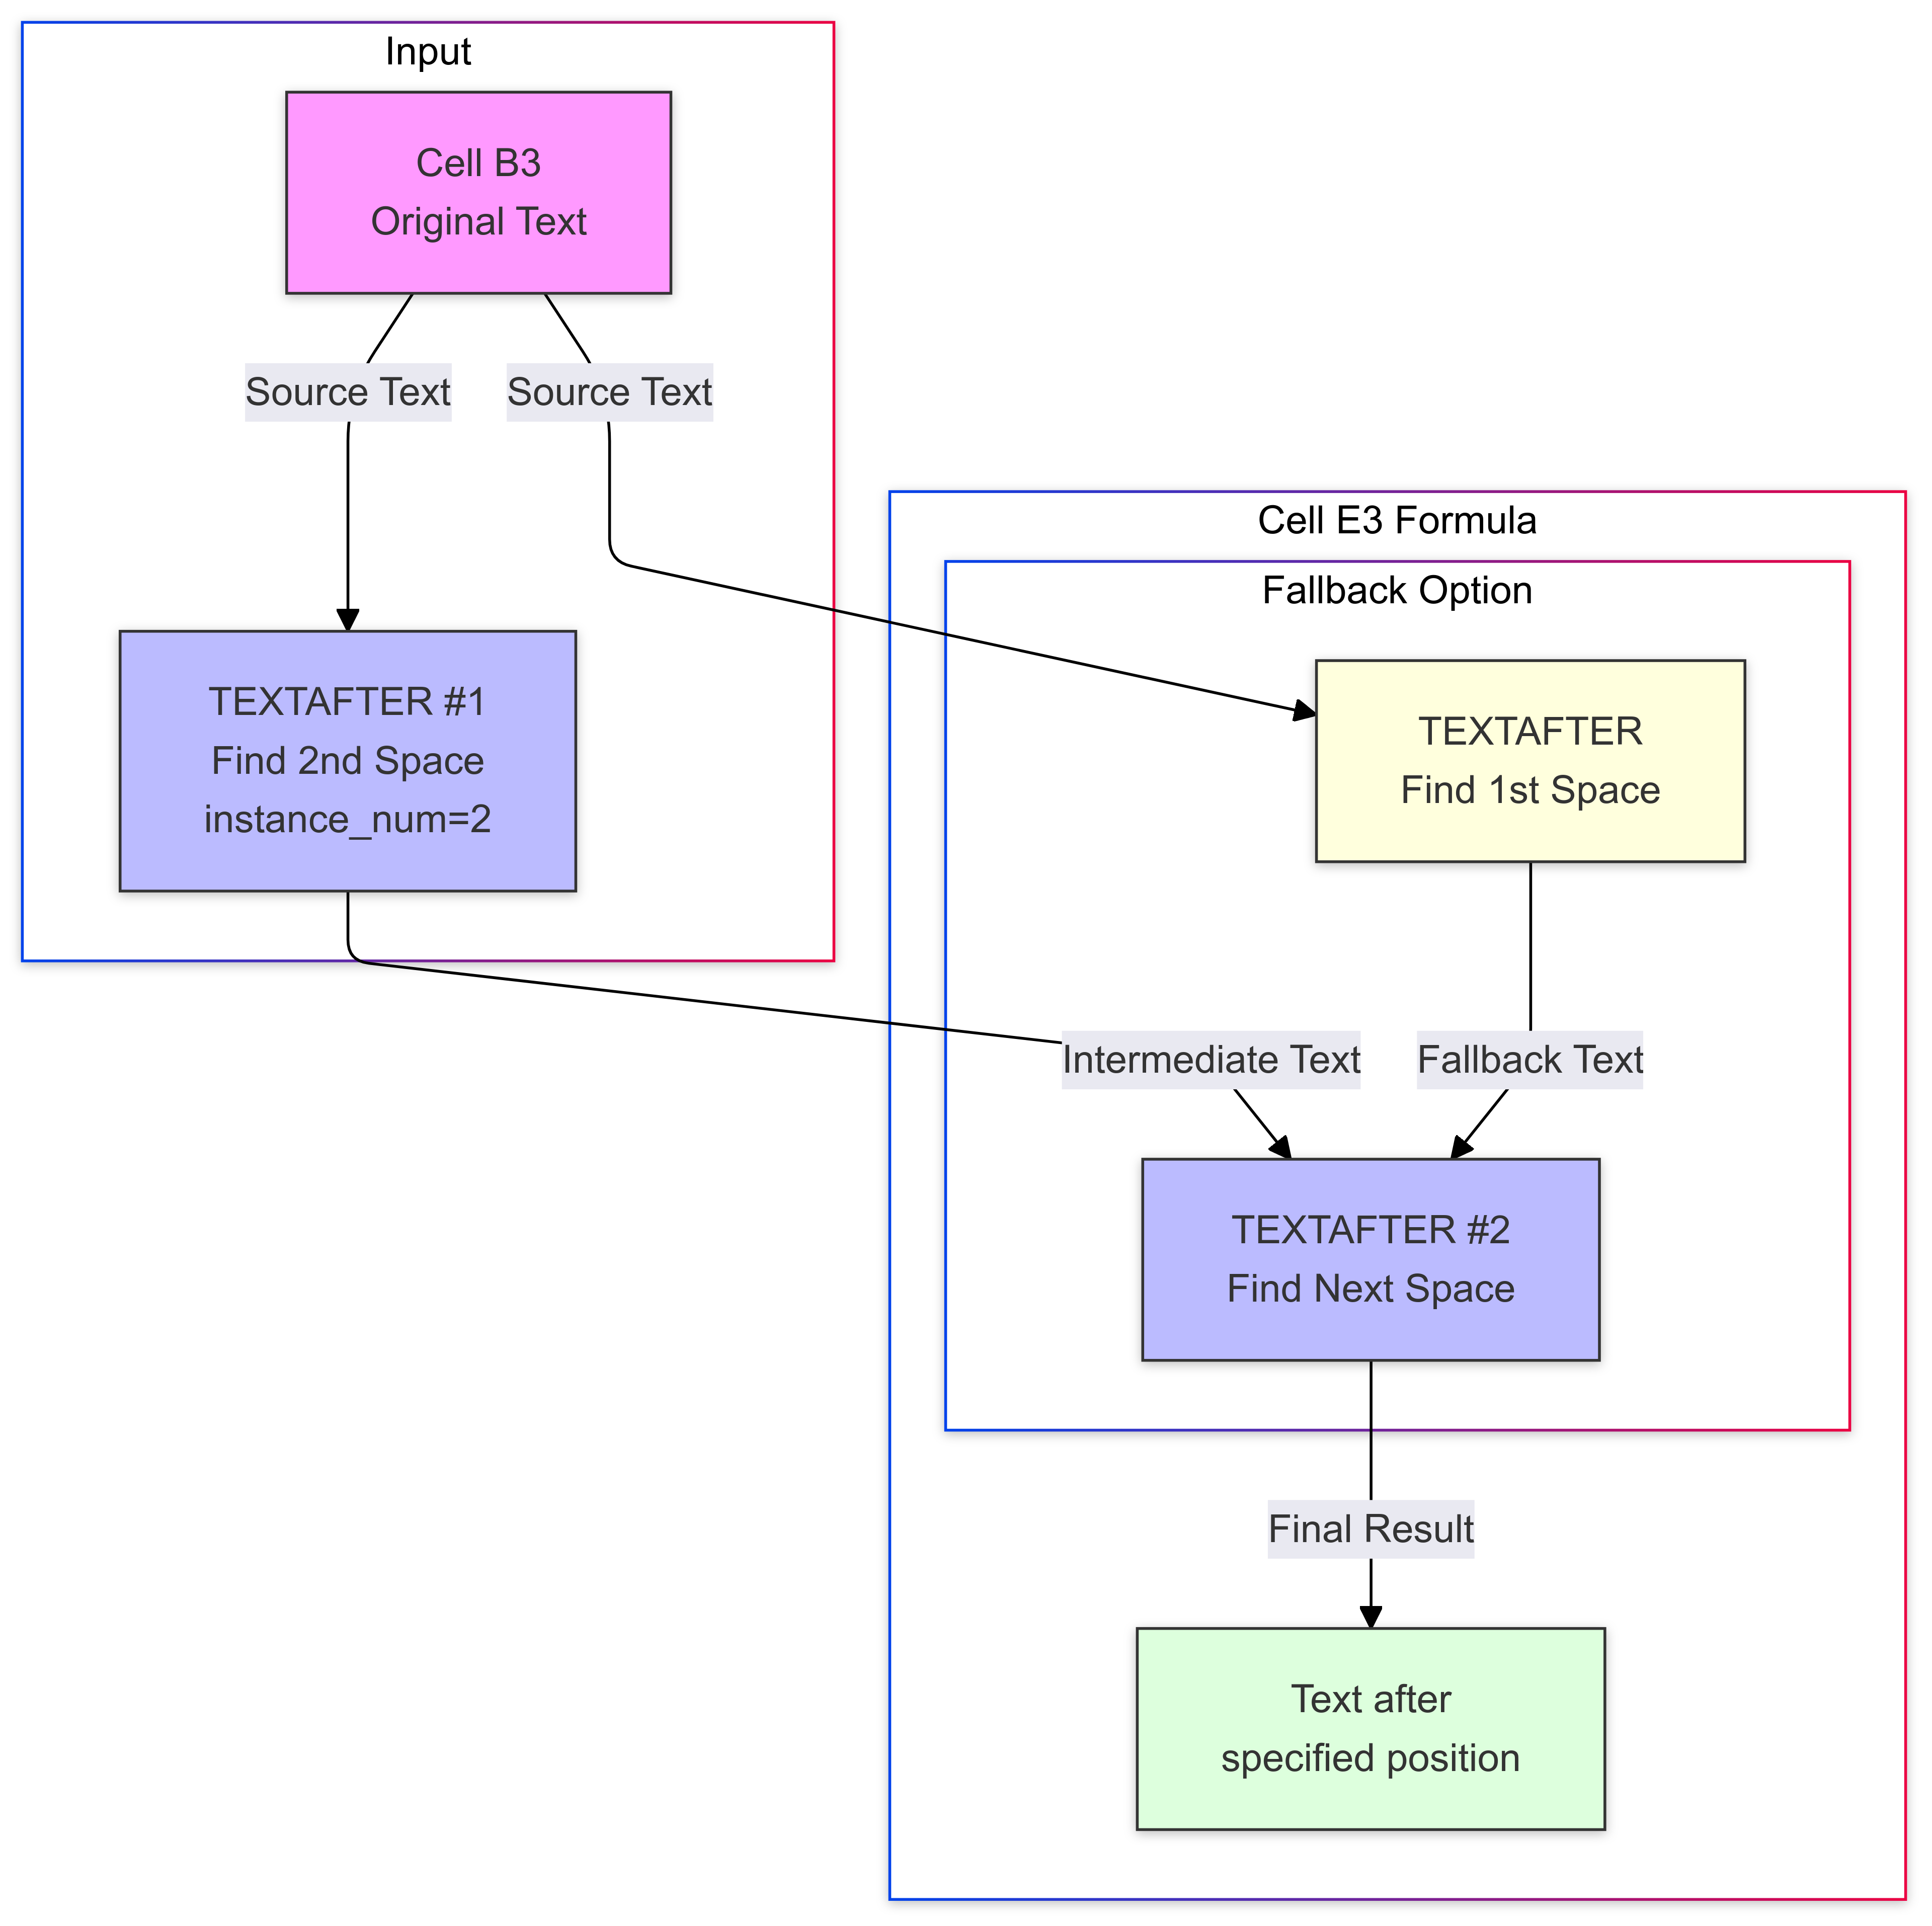 Input
Cell B3
Original Text
Source Text
Source Text
TEXTAFTER #1
Find 2nd Space
instance_num=2
Cell E3 Formula
Fallback Option
TEXTAFTER
Find 1st Space
Intermediate Text
Fallback Text
TEXTAFTER #2
Find Next Space
Final Result
Text after
specified position